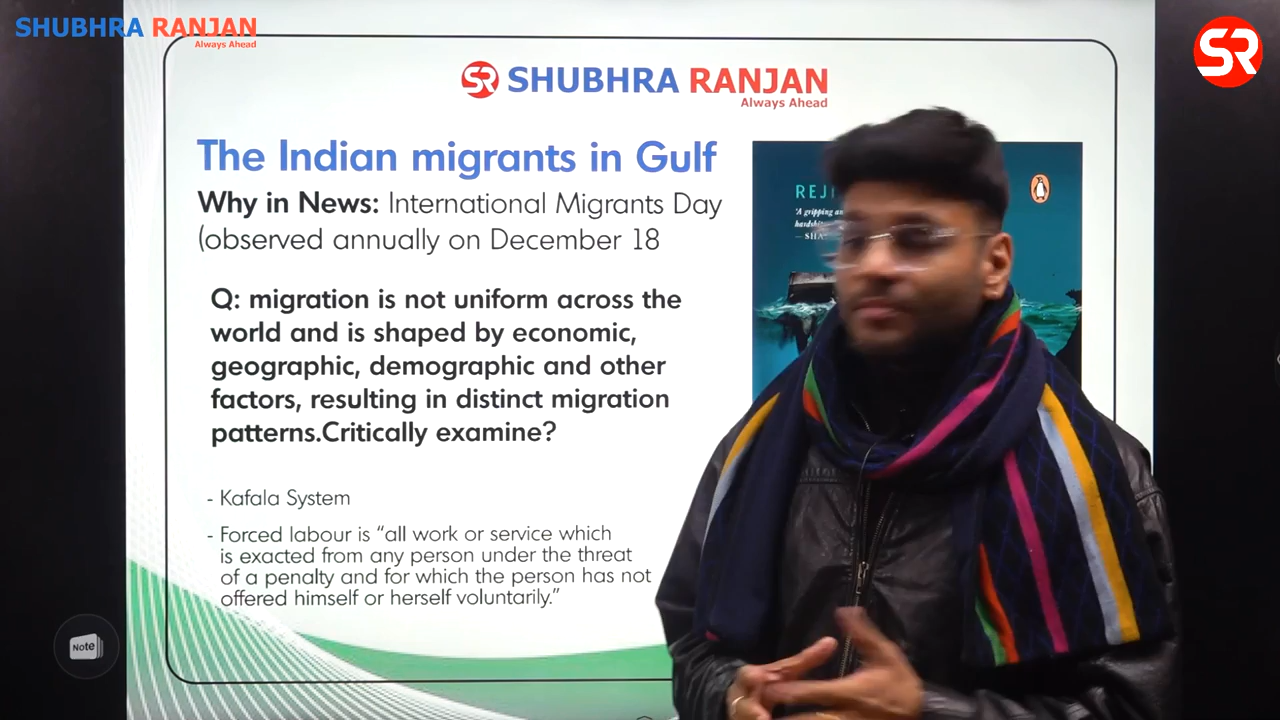 SHUBHRA RANJAN
Always Ahead
SR
SR SHUBHRA RANJAN
Always Ahead
The Indian migrants in Gulf
Why in News: International Migrants Day
(observed annually on December 18
Q: migration is not uniform across the
world and is shaped by economic,
geographic, demographic and other
factors, resulting in distinct migration
patterns.Critically examine?
- Kafala System
- Forced labour is “all work or service which
is exacted from any person under the threat
of a penalty and for which the person has not
offered himself or herself voluntarily.”
'A gripping
Note